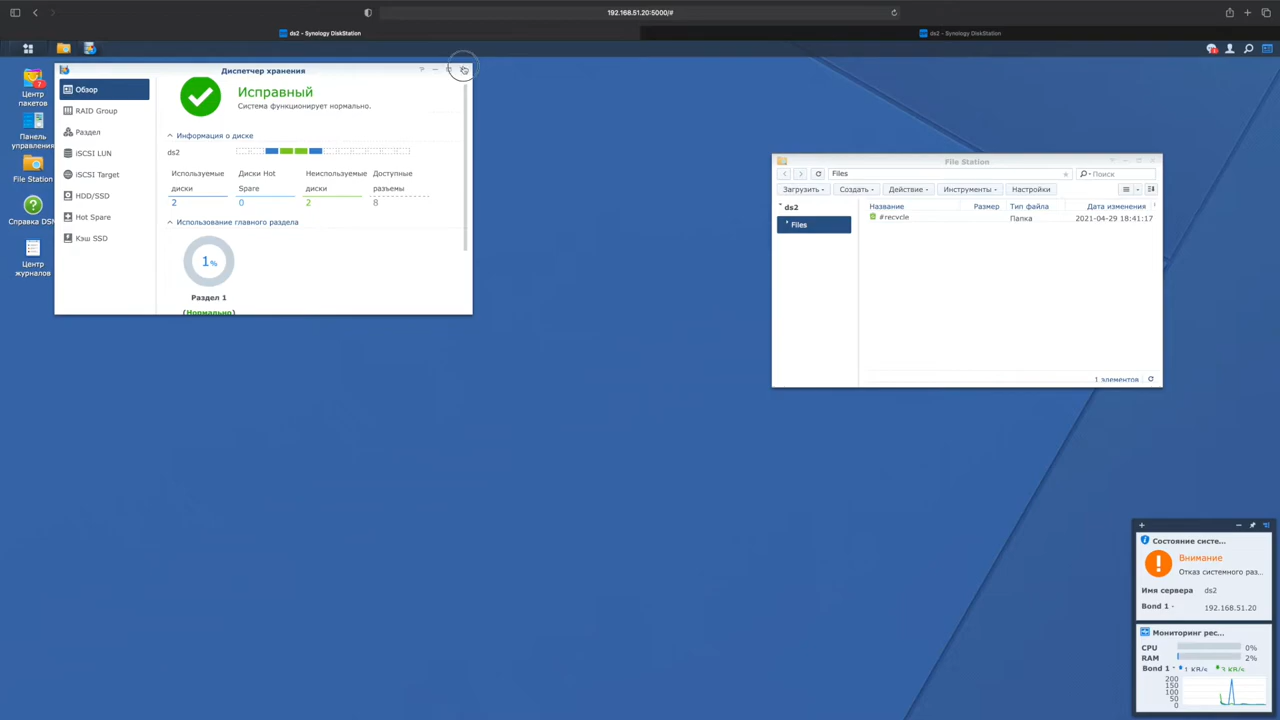 192.168.51.20:5000/#
ds2 - Synology DiskStation
ds2 - Synology DiskStation
Центр
пакетов
7
Панель
управления
File Station
Справка DSM
Центр
журналов
Диспетчер хранения
Обзор
RAID Group
Раздел
iSCSI LUN
iSCSI Target
HDD/SSD
Hot Spare
Кэш SSD
Исправный
Система функционирует нормально.
Информация о диске
ds2
Используемые
диски
2
Диски Hot
Spare
0
Неиспользуемые
диски
2
Доступные
разъемы
8
Использование главного раздела
1%
Раздел 1
(Нормально)
File Station
Files
Поиск
Загрузить
Создать
Действие
Инструменты
Настройки
ds2
Files
Название
Размер
Тип файла
Дата изменения
#recycle
Папка
2021-04-29 18:41:17
1 элементов
Состояние систе...
Внимание
Отказ системного раз...
Имя сервера
ds2
Bond 1
192.168.51.20
Мониторинг рес...
CPU
0%
RAM
2%
Bond 1
1 KB/s
3 KB/s
200
150
100
50
0